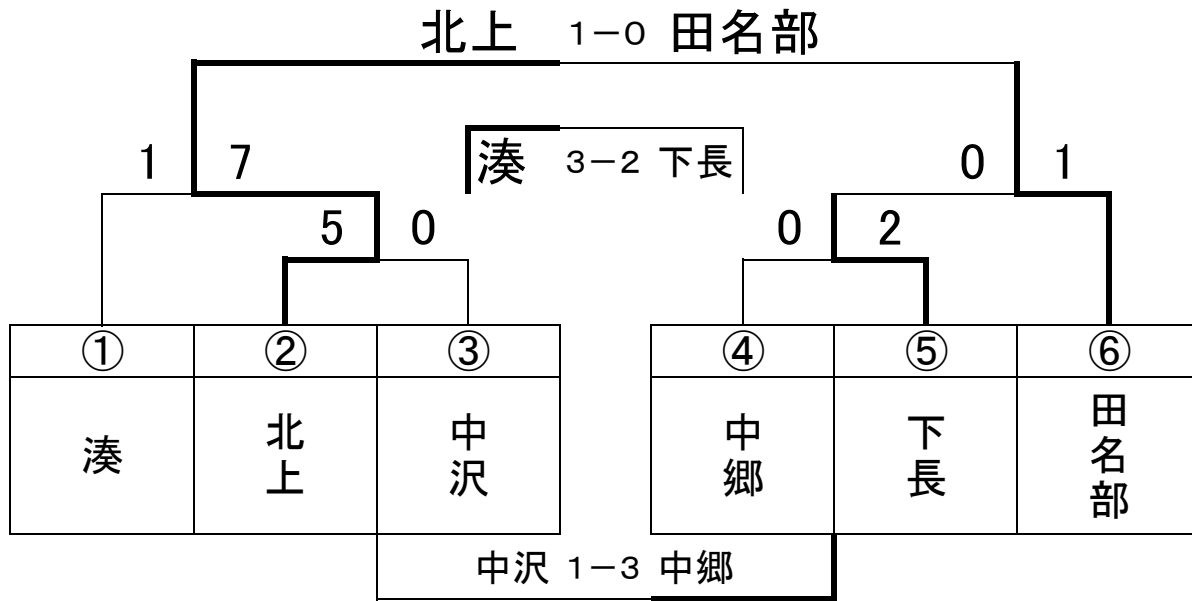 北上 1－0 田名部
湊 3－2 下長
1 7 0 1
5 0 0 2
① ② ③ ④ ⑤ ⑥
湊 北上 中沢 中郷 下長 田名部
中沢 1－3 中郷